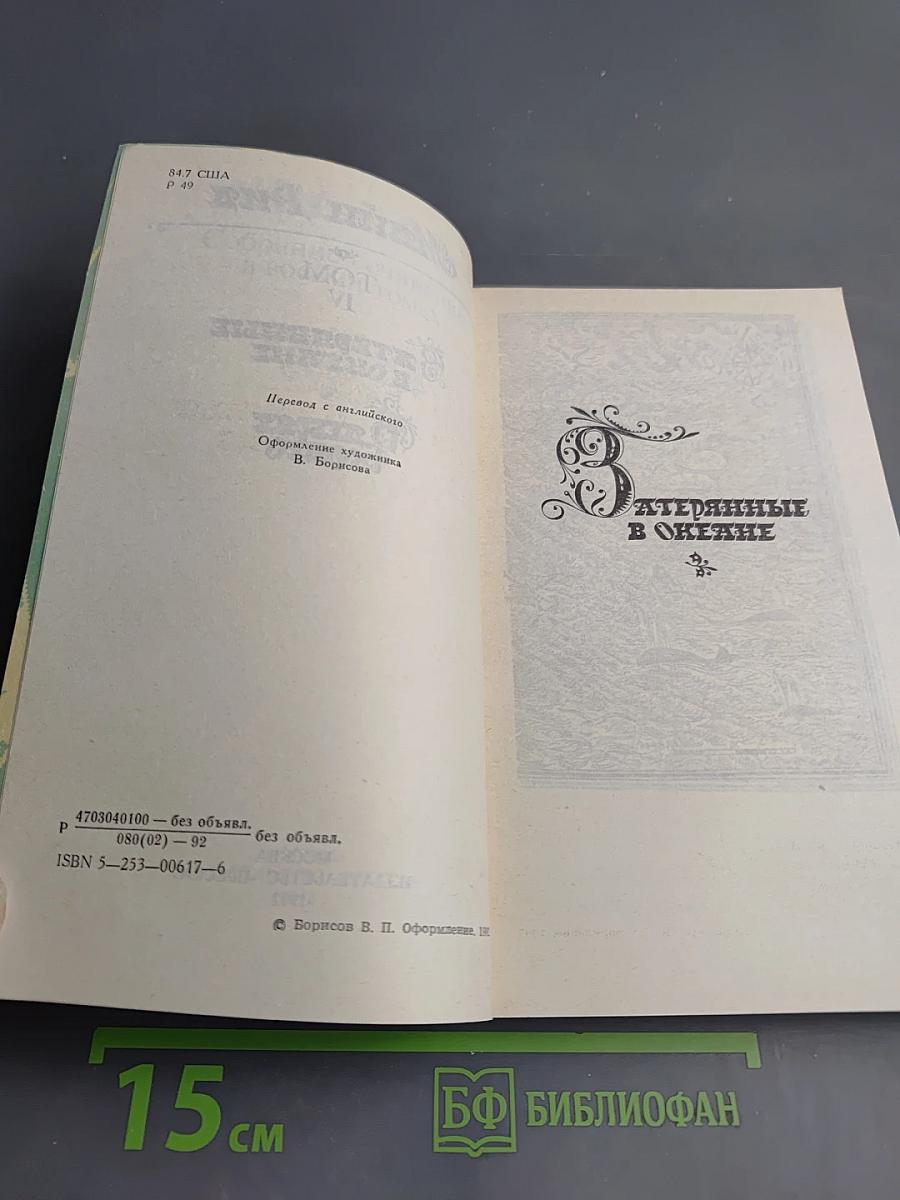 84.7 США
Р 49
Перевод с английского
Оформление художника
В. Борисова
Р 4703040100 — без объявл.
080(02) — 92
без объявл.
ISBN 5—253—00617—6
© Борисов В. П. Оформление,
ЗАТЕРЯННЫЕ
В ОКЕАНЕ
15 см
БФ БИБЛИОФАН